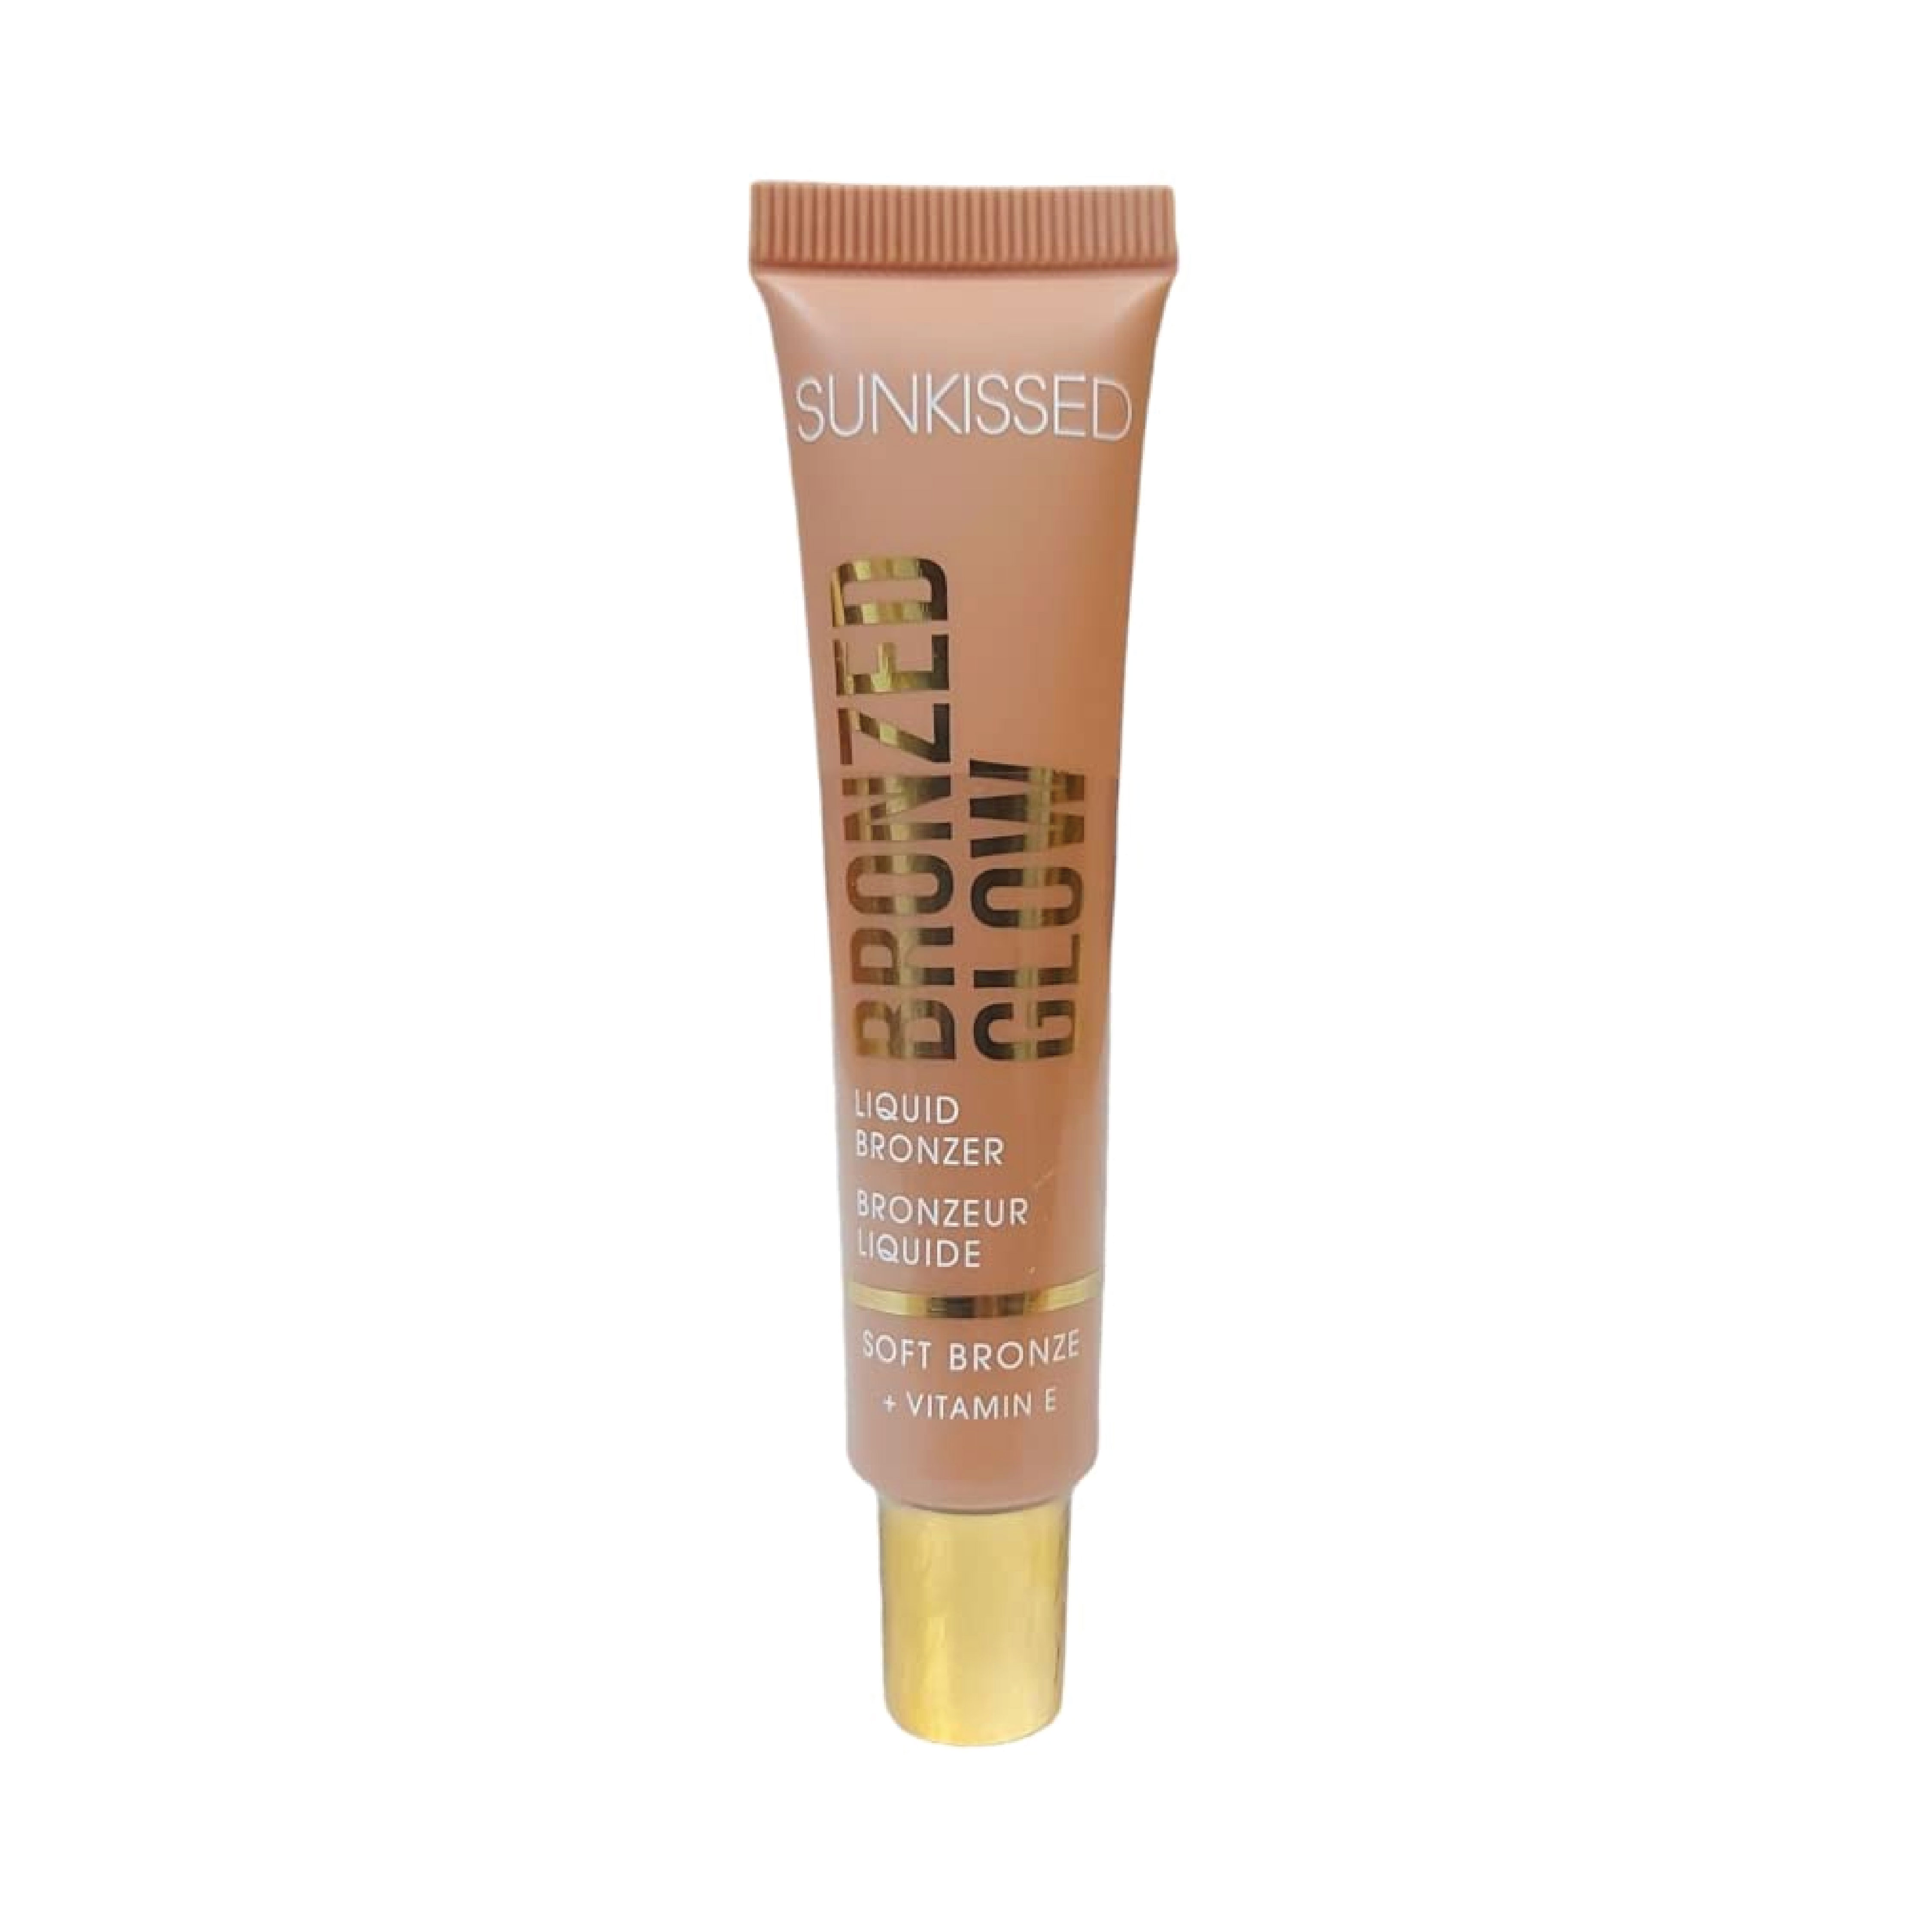 SUNKISSED
BRONZED
GLOW
LIQUID
BRONZER
BRONZEUR
LIQUIDE
SOFT BRONZE
+ VITAMIN E